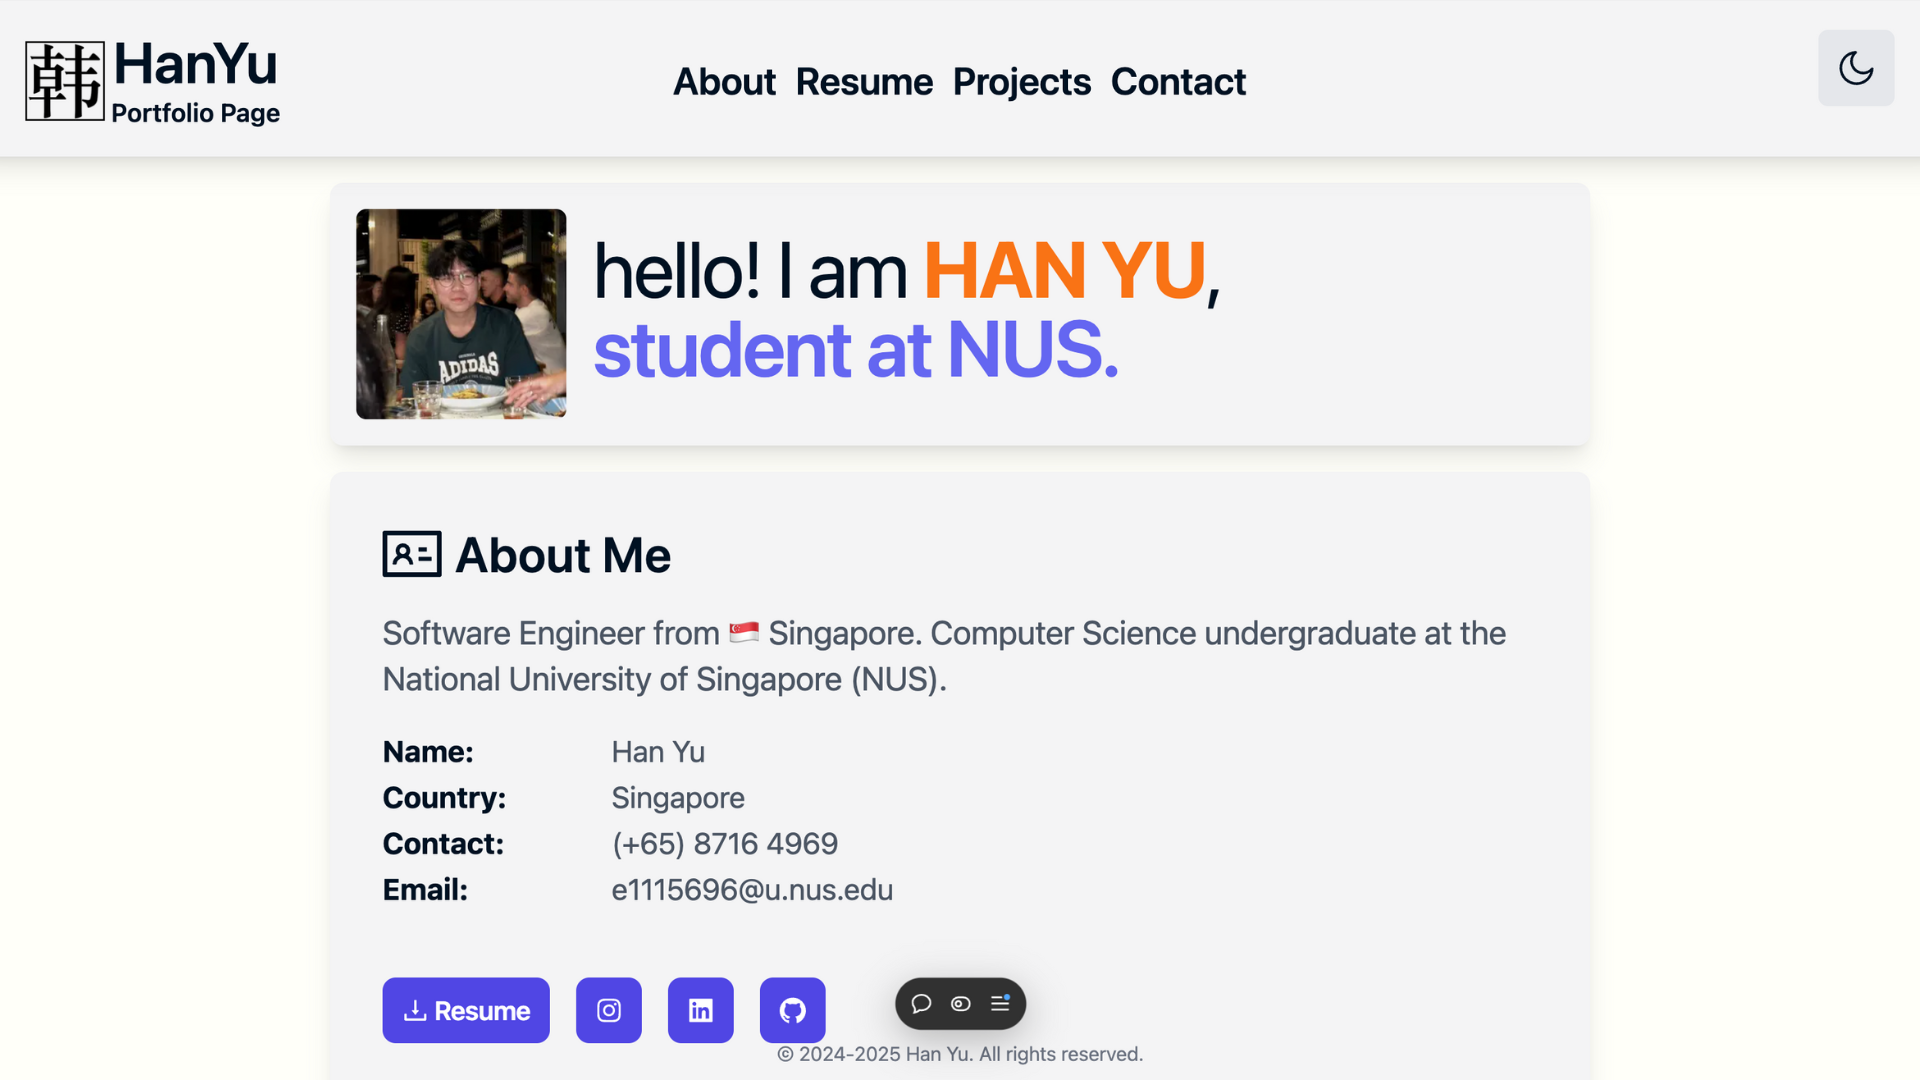 韩 HanYu
Portfolio Page
About Resume Projects Contact
hello! I am HAN YU,
student at NUS.
ADIDAS
About Me
Software Engineer from 🇸🇬 Singapore. Computer Science undergraduate at the
National University of Singapore (NUS).
Name: Han Yu
Country: Singapore
Contact: (+65) 8716 4969
Email: e1115696@u.nus.edu
Resume
© 2024-2025 Han Yu. All rights reserved.